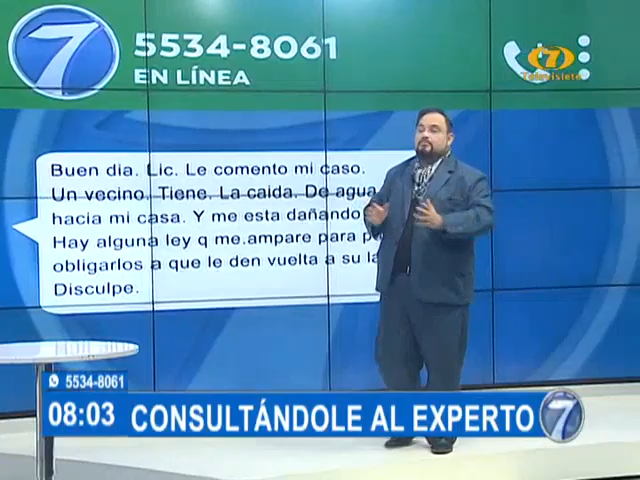 7
5534-8061
EN LÍNEA
7
Televisiete
Buen dia. Lic. Le comento mi caso.
Un vecino. Tiene. La caida. De agua
hacia mi casa. Y me esta dañando
Hay alguna ley q me.ampare para
obligarlos a que le den vuelta a su
Disculpe.
5534-8061
08:03
CONSULTÁNDOLE AL EXPERTO
7